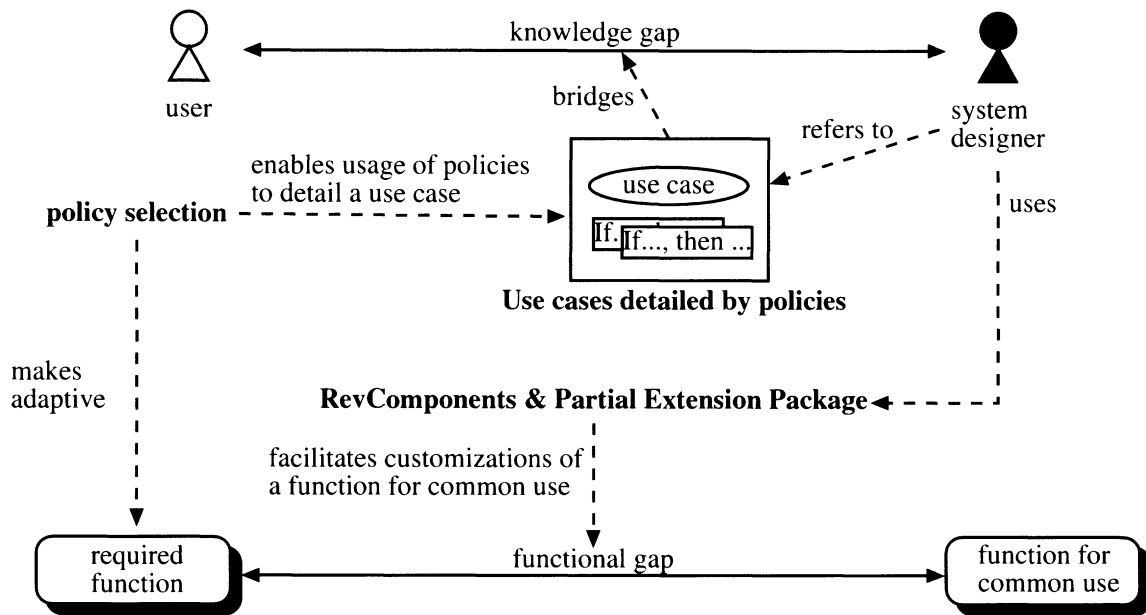 knowledge gap
user
bridges
system
designer
refers to
enables usage of policies
to detail a use case
use case
policy selection
uses
If...
If..., then ...
Use cases detailed by policies
makes
adaptive
RevComponents & Partial Extension Package
facilitates customizations of
a function for common use
required
function
functional gap
function for
common use